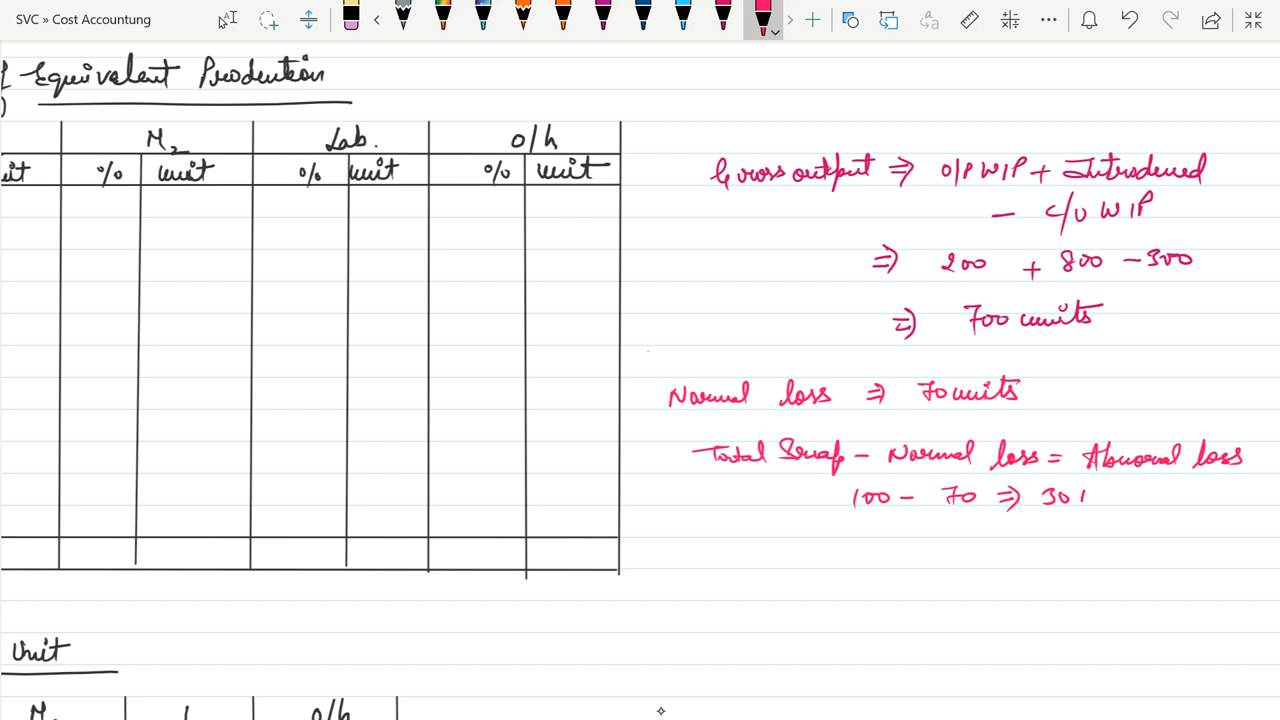 SVC » Cost Accountung
Equivalent Production
M2 Lab. O/h
% unit % unit % unit
Gross output ⇒ O/P WIP + Introduced
– C/U WIP
⇒ 200 + 800 – 300
⇒ 700 units
Normal loss ⇒ 70 units
Total Scrap – Normal loss = Abnormal loss
100 – 70 ⇒ 30
Unit
O/h